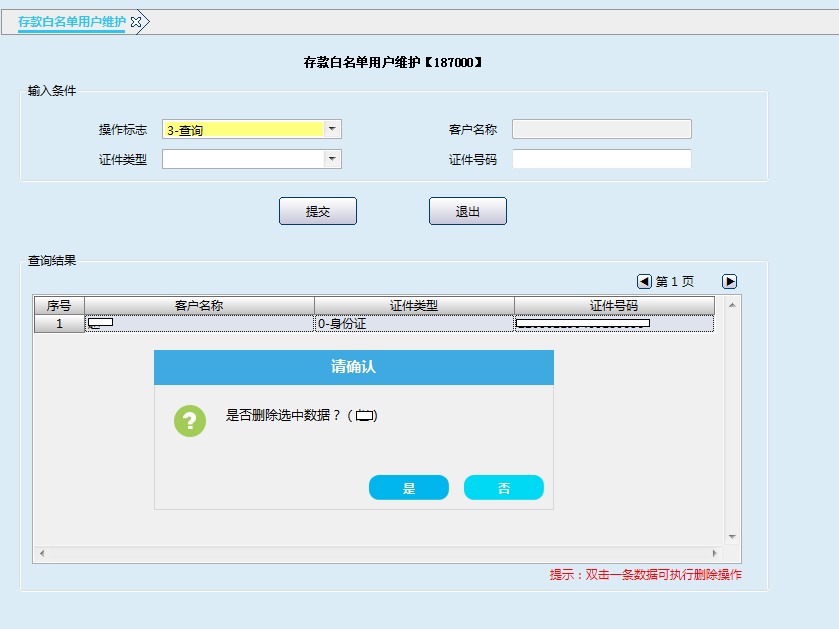 存款白名单用户维护
存款白名单用户维护【187000】
输入条件
操作标志 3-查询 客户名称
证件类型 证件号码
提交 退出
查询结果
第 1 页
序号 客户名称 证件类型 证件号码
1 0-身份证
请确认
? 是否删除选中数据？( )
是 否
提示：双击一条数据可执行删除操作